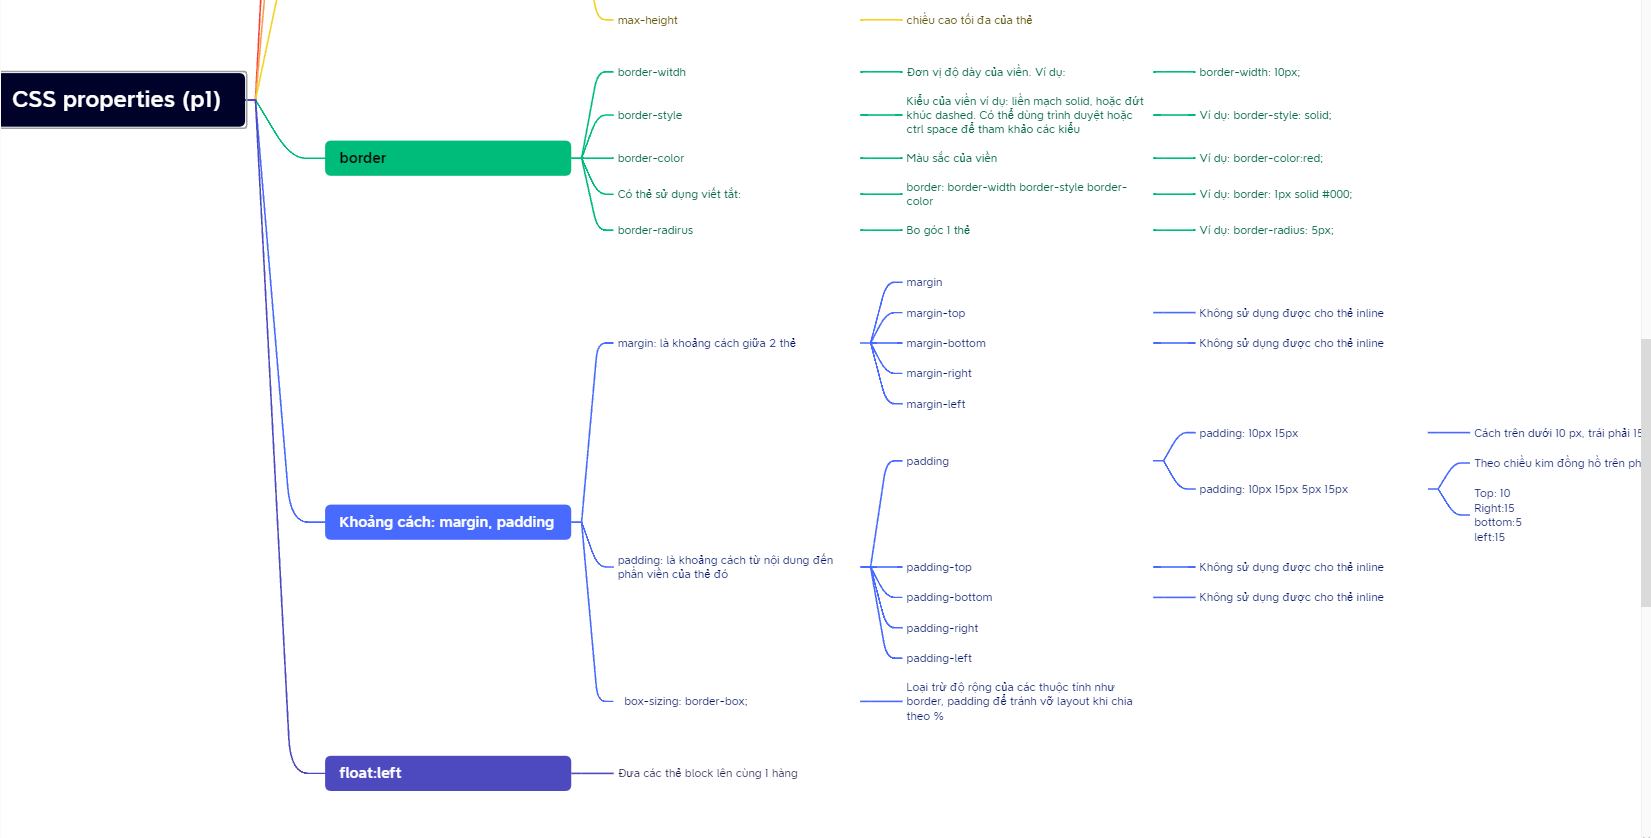 max-height
chiều cao tối đa của thẻ
CSS properties (p1)
border
border-witdh
Đơn vị độ dày của viền. Ví dụ:
border-width: 10px;
border-style
Kiểu của viền ví dụ: liền mạch solid, hoặc đứt
khúc dashed. Có thể dùng trình duyệt hoặc
ctrl space để tham khảo các kiểu
Ví dụ: border-style: solid;
border-color
Màu sắc của viền
Ví dụ: border-color:red;
Có thể sử dụng viết tắt:
border: border-width border-style border-
color
Ví dụ: border: 1px solid #000;
border-radirus
Bo góc 1 thẻ
Ví dụ: border-radius: 5px;
Khoảng cách: margin, padding
margin: là khoảng cách giữa 2 thẻ
margin
margin-top
Không sử dụng được cho thẻ inline
margin-bottom
Không sử dụng được cho thẻ inline
margin-right
margin-left
padding: là khoảng cách từ nội dung đến
phần viền của thẻ đó
padding
padding: 10px 15px
Cách trên dưới 10 px, trái phải 15
padding: 10px 15px 5px 15px
Theo chiều kim đồng hồ trên ph
Top: 10
Right:15
bottom:5
left:15
padding-top
Không sử dụng được cho thẻ inline
padding-bottom
Không sử dụng được cho thẻ inline
padding-right
padding-left
box-sizing: border-box;
Loại trừ độ rộng của các thuộc tính như
border, padding để tránh vỡ layout khi chia
theo %
float:left
Đưa các thẻ block lên cùng 1 hàng